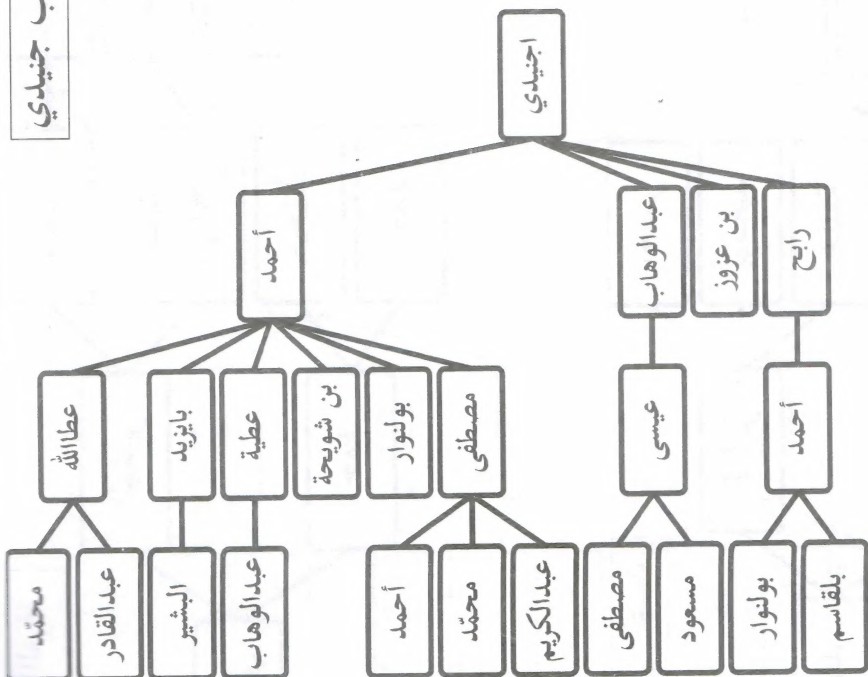 جنيدي
اجنيدي
رابح
بن عزوز
عبدالوهاب
أحمد
أحمد
عيسى
مصطفى
بولنوار
بن شويحة
عطية
بايزيد
عطاالله
بلقاسم
بولنوار
مسعود
مصطفى
عبدالكريم
محمّد
أحمد
عبدالوهاب
البشير
عبدالقادر
محمّد